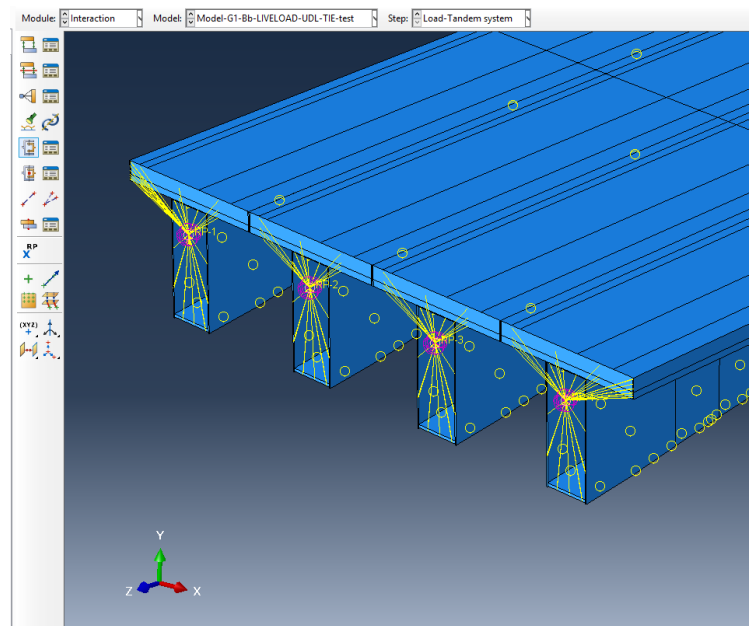 Module: Interaction Model: Model-G1-Bb-LIVELOAD-UDL-TIE-test Step: Load-Tandem system
RP
(XYZ)
RP-1
RP-2
RP-3
Y
Z X